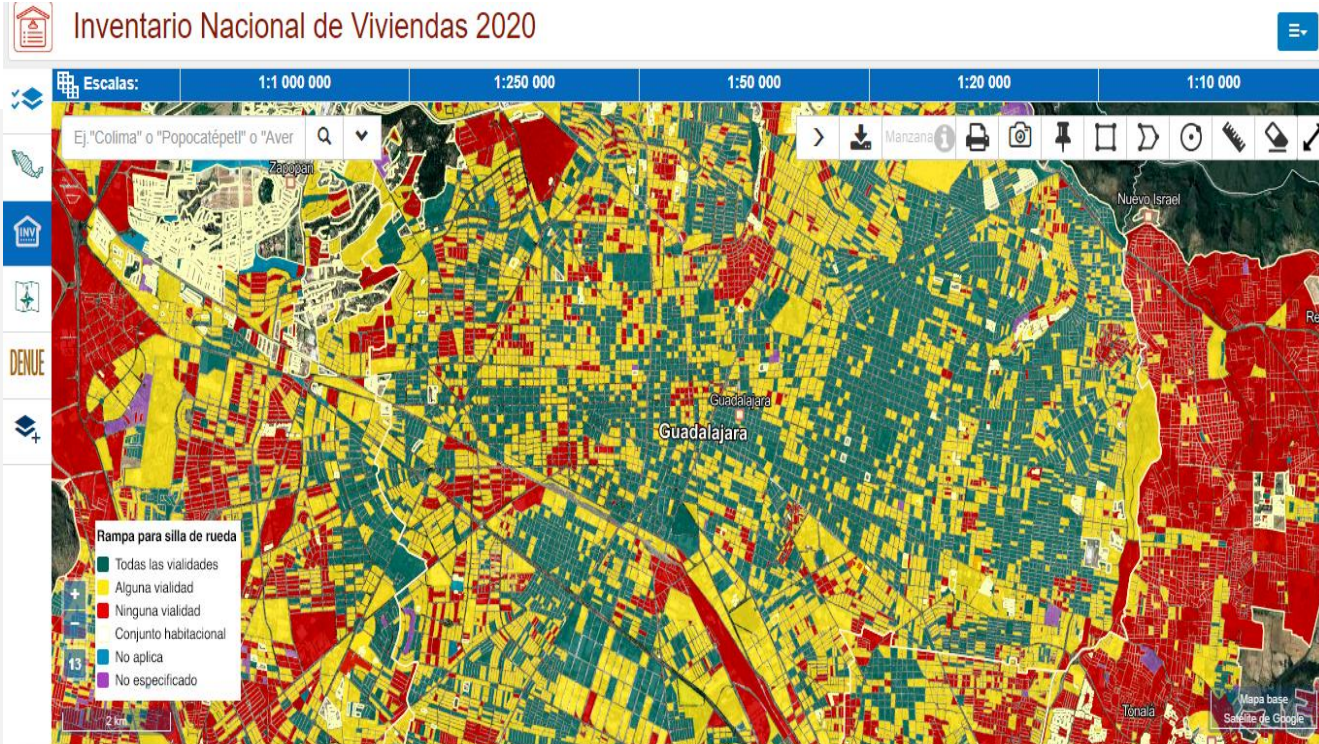 Inventario Nacional de Viviendas 2020
Escalas: 1:1 000 000 1:250 000 1:50 000 1:20 000 1:10 000
Ej."Colima" o "Popocatépetl" o "Aver
Manzana
Zapopan
Nuevo Israel
INV
Re
DENUE
Guadalajara
Guadalajara
Rampa para silla de rueda
Todas las vialidades
Alguna vialidad
Ninguna vialidad
Conjunto habitacional
No aplica
No especificado
13
2 km
Tonalá
Mapa base
Satélite de Google